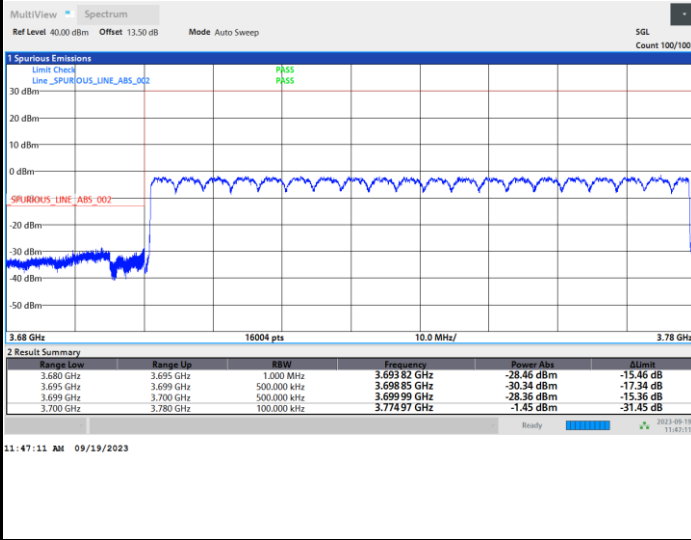 MultiView Spectrum
Ref Level 40.00 dBm Offset 13.50 dB Mode Auto Sweep SGL
Count 100/100
1 Spurious Emissions
Limit Check PASS
Line _SPURIOUS_LINE_ABS_002 PASS
30 dBm
20 dBm
10 dBm
0 dBm
_SPURIOUS_LINE_ABS_002
-20 dBm
-30 dBm
-40 dBm
-50 dBm
3.68 GHz 16004 pts 10.0 MHz/ 3.78 GHz
2 Result Summary
Range Low Range Up RBW Frequency Power Abs ΔLimit
3.680 GHz 3.695 GHz 1.000 MHz 3.693 82 GHz -28.46 dBm -15.46 dB
3.695 GHz 3.699 GHz 500.000 kHz 3.698 85 GHz -30.34 dBm -17.34 dB
3.699 GHz 3.700 GHz 500.000 kHz 3.699 99 GHz -28.36 dBm -15.36 dB
3.700 GHz 3.780 GHz 100.000 kHz 3.774 97 GHz -1.45 dBm -31.45 dB
Ready 2023-09-19
11:47:11
11:47:11 AM 09/19/2023